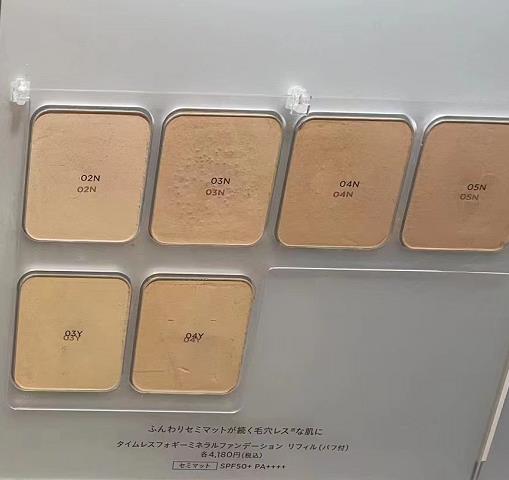 02N
02N
03N
03N
04N
04N
05N
05N
03Y
03Y
04Y
04Y
ふんわりセミマットが続く毛穴レス※な肌に
タイムレスフォギーミネラルファンデーション リフィル(パフ付)
各4,180円(税込)
セミマット SPF50+ PA++++